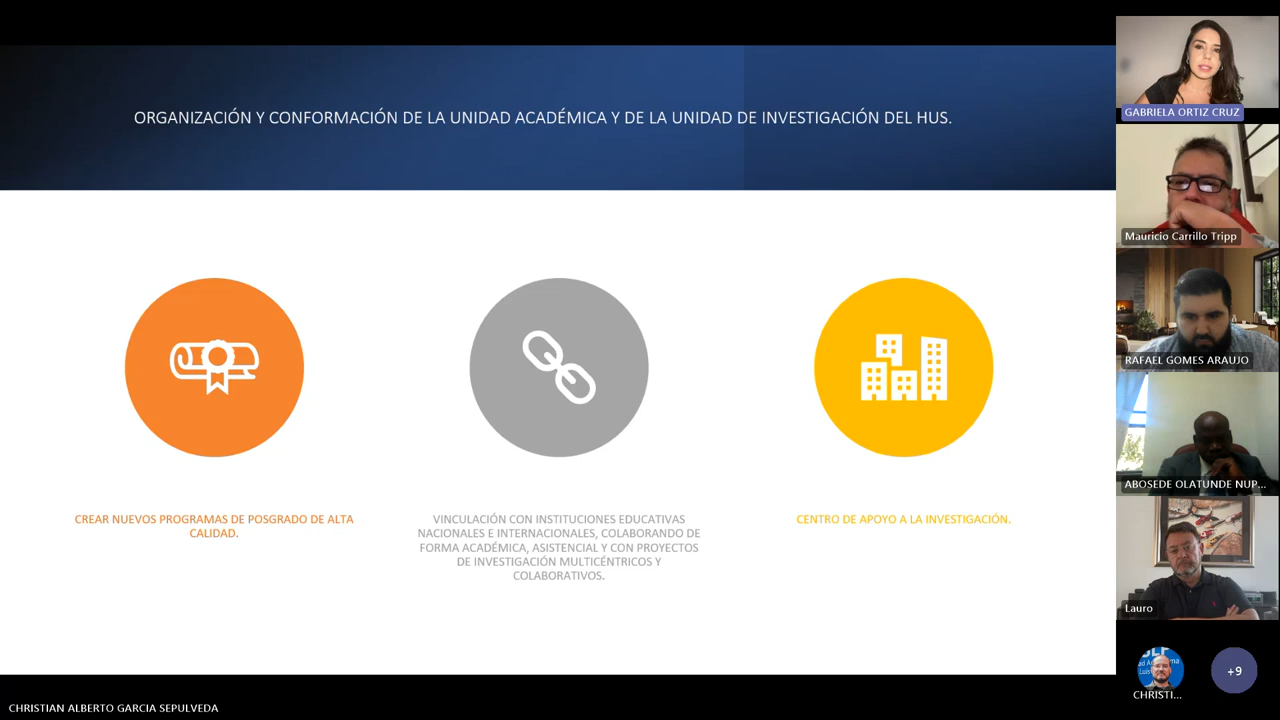 ORGANIZACIÓN Y CONFORMACIÓN DE LA UNIDAD ACADÉMICA Y DE LA UNIDAD DE INVESTIGACIÓN DEL HUS.
CREAR NUEVOS PROGRAMAS DE POSGRADO DE ALTA
CALIDAD.
VINCULACIÓN CON INSTITUCIONES EDUCATIVAS
NACIONALES E INTERNACIONALES, COLABORANDO DE
FORMA ACADÉMICA, ASISTENCIAL Y CON PROYECTOS
DE INVESTIGACIÓN MULTICÉNTRICOS Y
COLABORATIVOS.
CENTRO DE APOYO A LA INVESTIGACIÓN.
GABRIELA ORTIZ CRUZ
Mauricio Carrillo Tripp
RAFAEL GOMES ARAUJO
ABOSEDE OLATUNDE NUP...
Lauro
CHRISTI...
+9
CHRISTIAN ALBERTO GARCIA SEPULVEDA